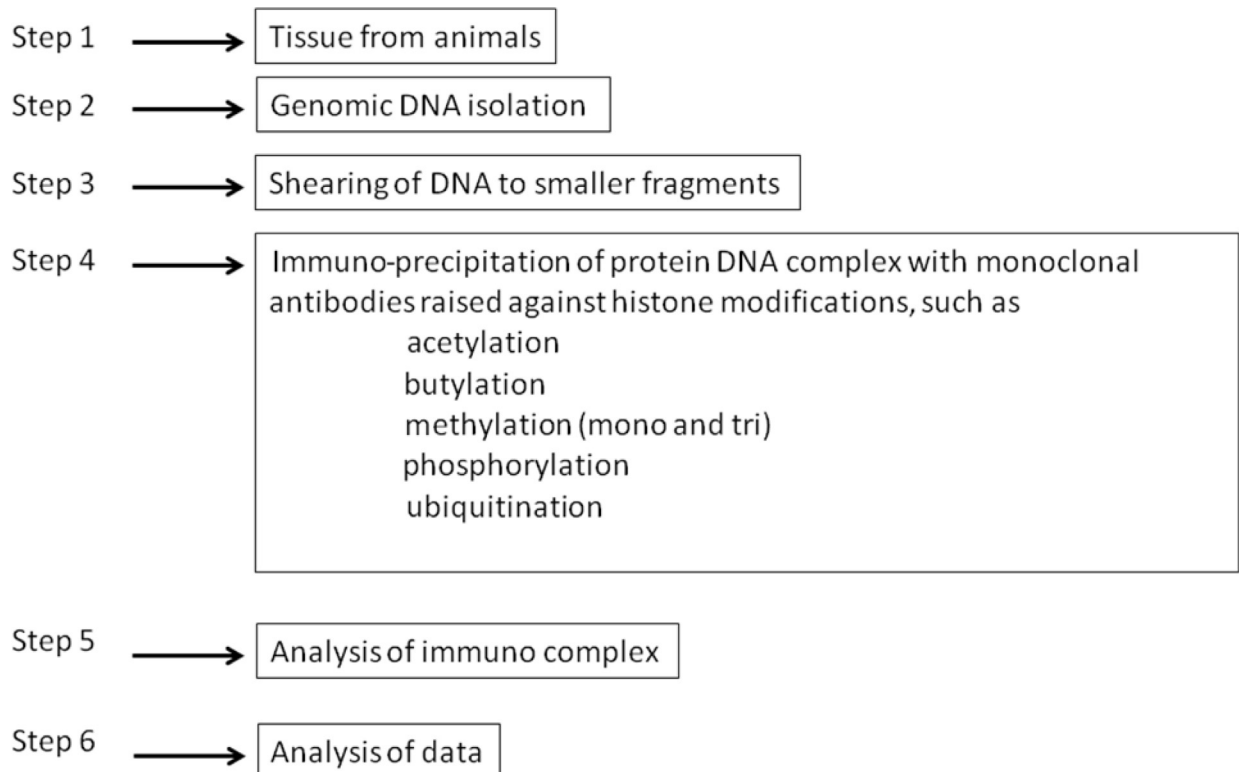 Step 1 Tissue from animals
Step 2 Genomic DNA isolation
Step 3 Shearing of DNA to smaller fragments
Step 4 Immuno-precipitation of protein DNA complex with monoclonal
antibodies raised against histone modifications, such as
acetylation
butylation
methylation (mono and tri)
phosphorylation
ubiquitination
Step 5 Analysis of immuno complex
Step 6 Analysis of data